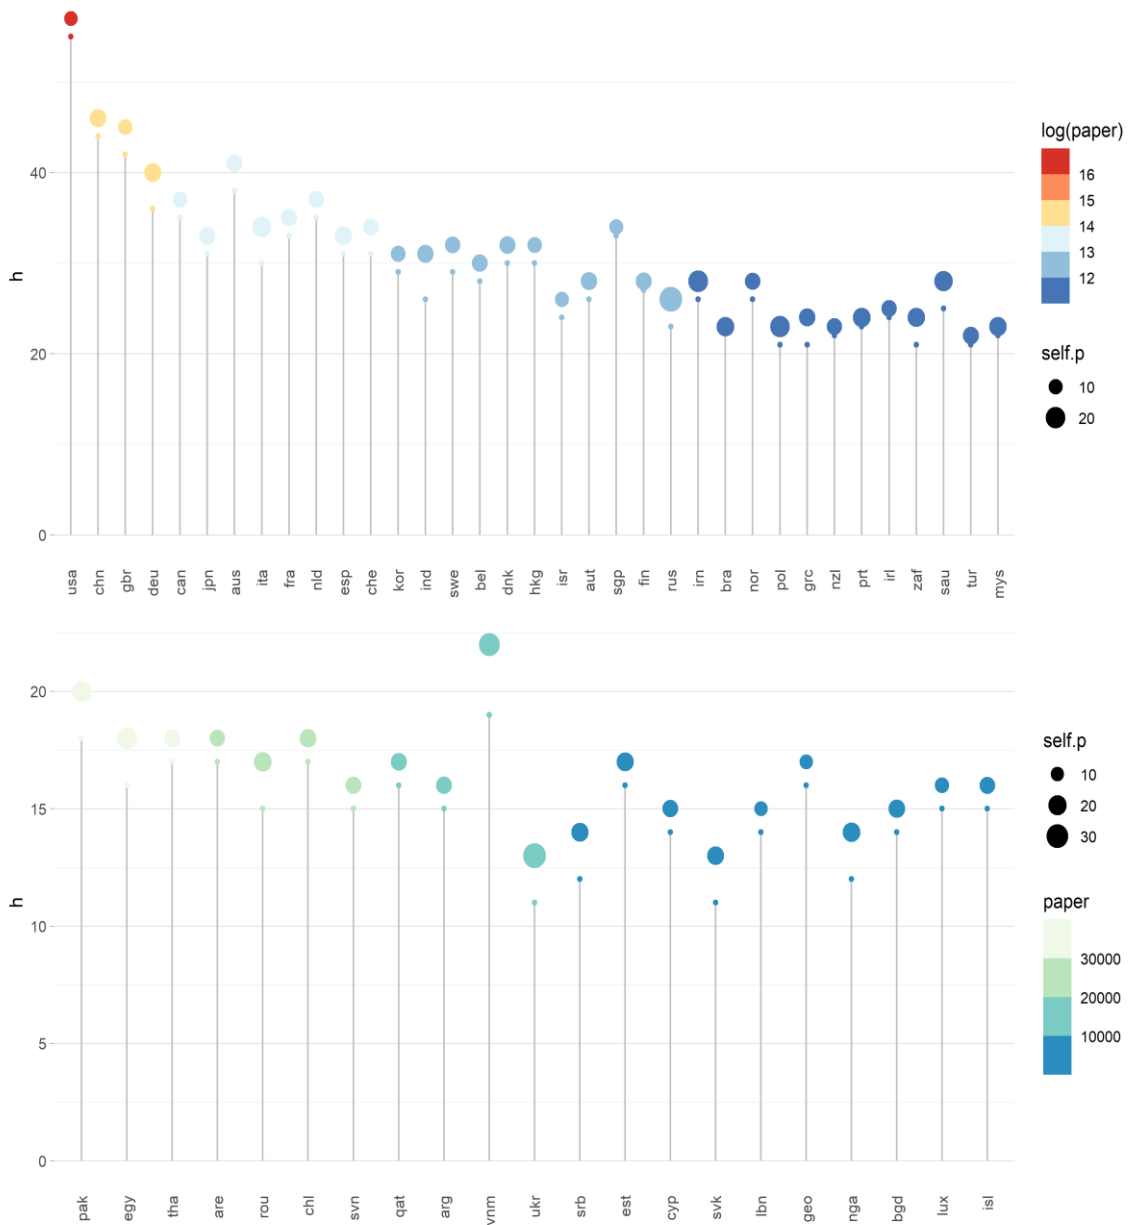 h
40
20
0
usa chn gbr deu can jpn aus ita fra nld esp che kor ind swe bel dnk hkg isr aut sgp fin rus irn bra nor pol grc nzl prt irl zaf sau tur mys
log(paper)
16
15
14
13
12
self.p
10
20
h
20
15
10
5
0
pak egy tha are rou chl svn qat arg vnm ukr srb est cyp svk lbn geo nga bgd lux isl
self.p
10
20
30
paper
30000
20000
10000